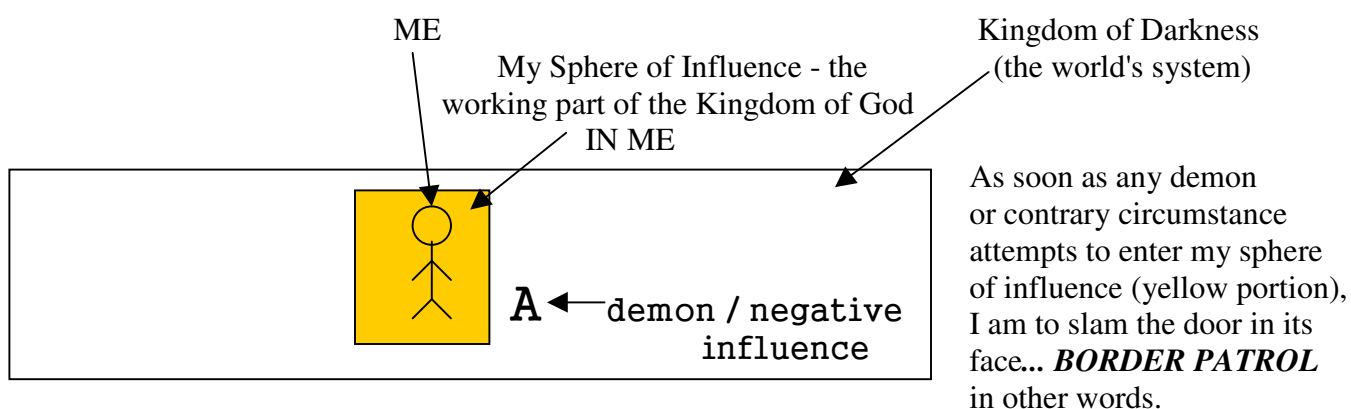 ME
My Sphere of Influence - the
working part of the Kingdom of God
IN ME
Kingdom of Darkness
(the world's system)
A
demon / negative
influence
As soon as any demon
or contrary circumstance
attempts to enter my sphere
of influence (yellow portion),
I am to slam the door in its
face... BORDER PATROL
in other words.